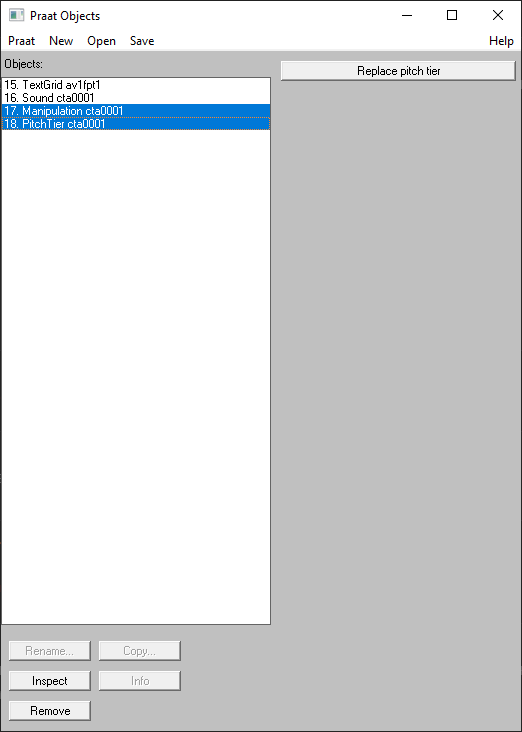 Praat Objects
Praat New Open Save Help
Objects:
Replace pitch tier
15. TextGrid av1fpt1
16. Sound cta0001
17. Manipulation cta0001
18. PitchTier cta0001
Rename... Copy...
Inspect Info
Remove